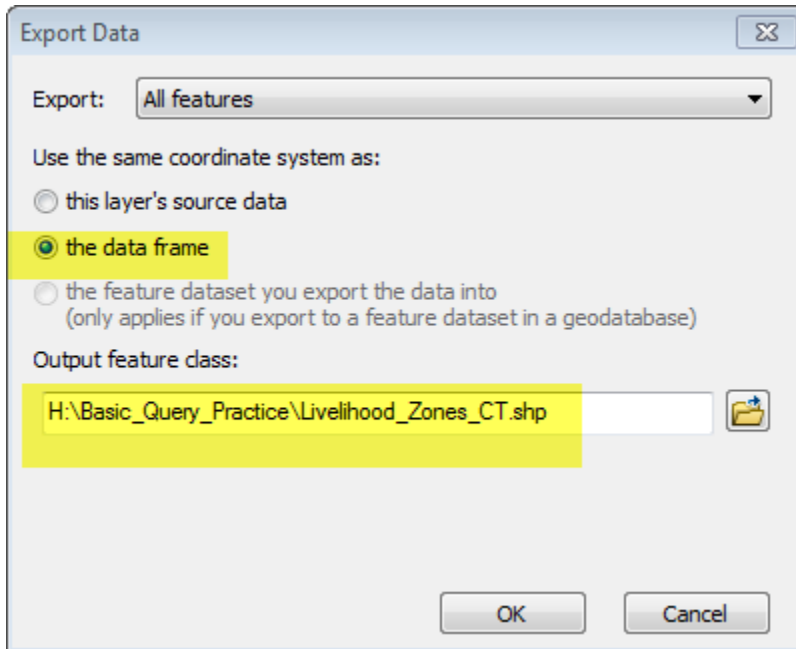 Export Data
Export: All features
Use the same coordinate system as:
this layer's source data
the data frame
the feature dataset you export the data into
(only applies if you export to a feature dataset in a geodatabase)
Output feature class:
H:\Basic_Query_Practice\Livelihood_Zones_CT.shp
OK Cancel